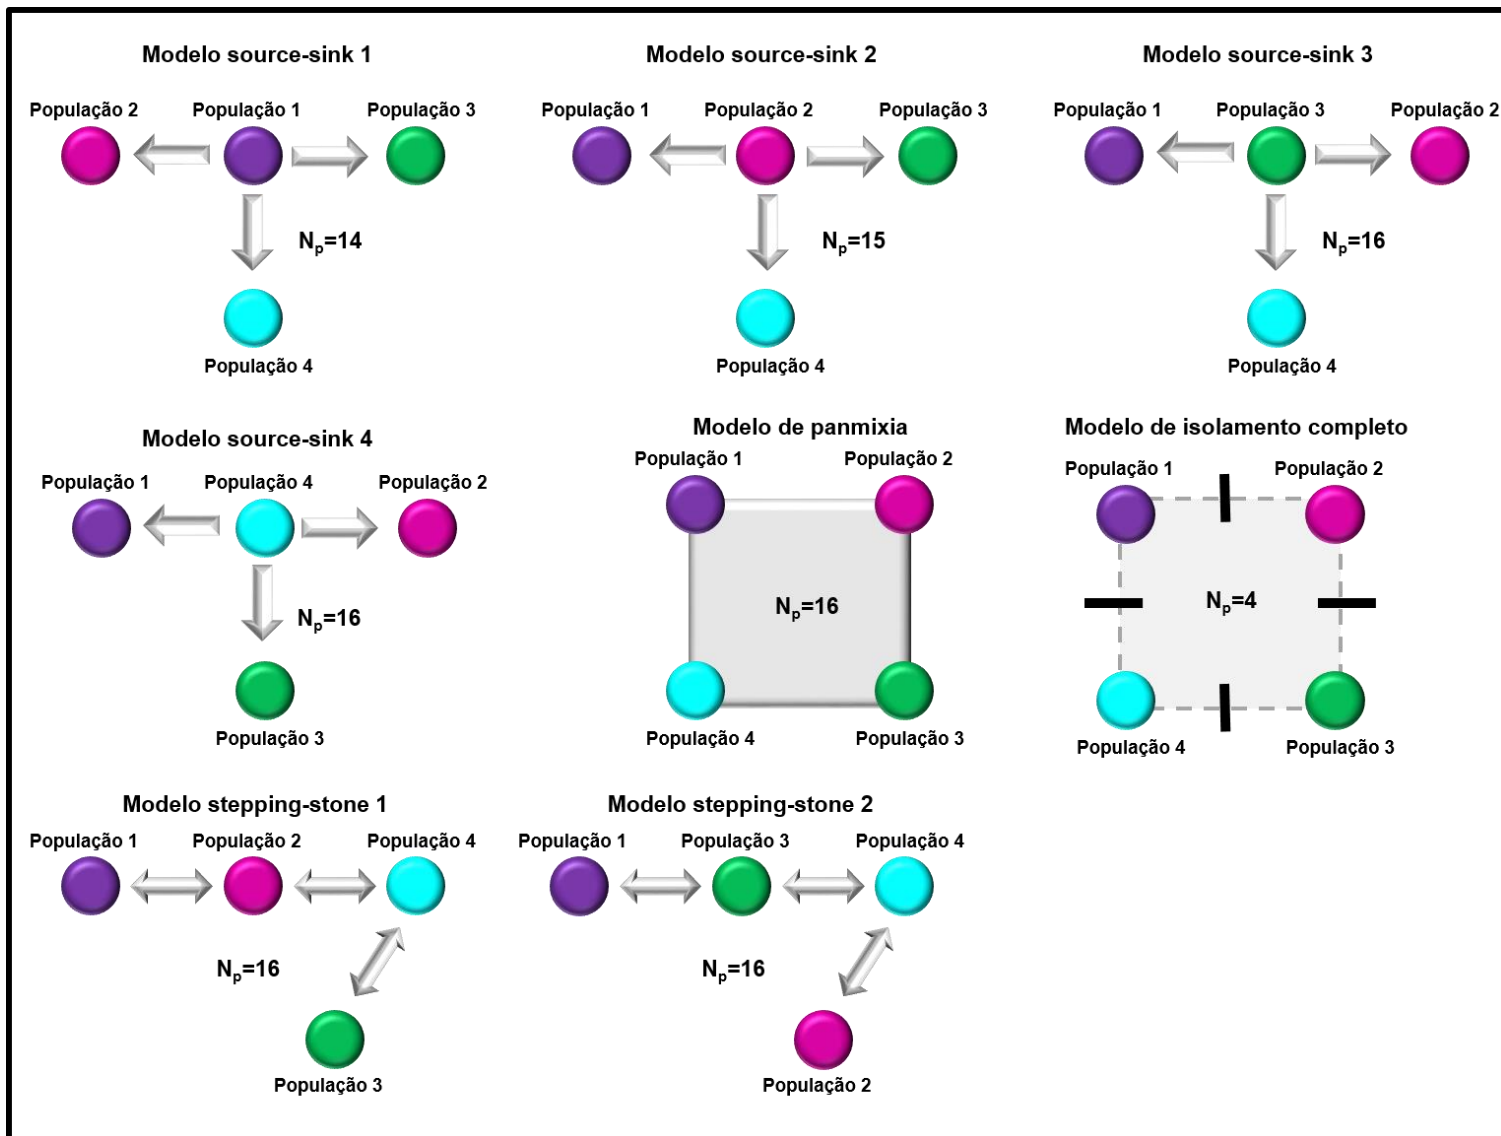 Modelo source-sink 1
População 2
População 1
População 3
Np=14
População 4
Modelo source-sink 2
População 1
População 2
População 3
Np=15
População 4
Modelo source-sink 3
População 1
População 3
População 2
Np=16
População 4
Modelo source-sink 4
População 1
População 4
População 2
Np=16
População 3
Modelo de panmixia
População 1
População 2
Np=16
População 4
População 3
Modelo de isolamento completo
População 1
População 2
Np=4
População 4
População 3
Modelo stepping-stone 1
População 1
População 2
População 4
Np=16
População 3
Modelo stepping-stone 2
População 1
População 3
População 4
Np=16
População 2